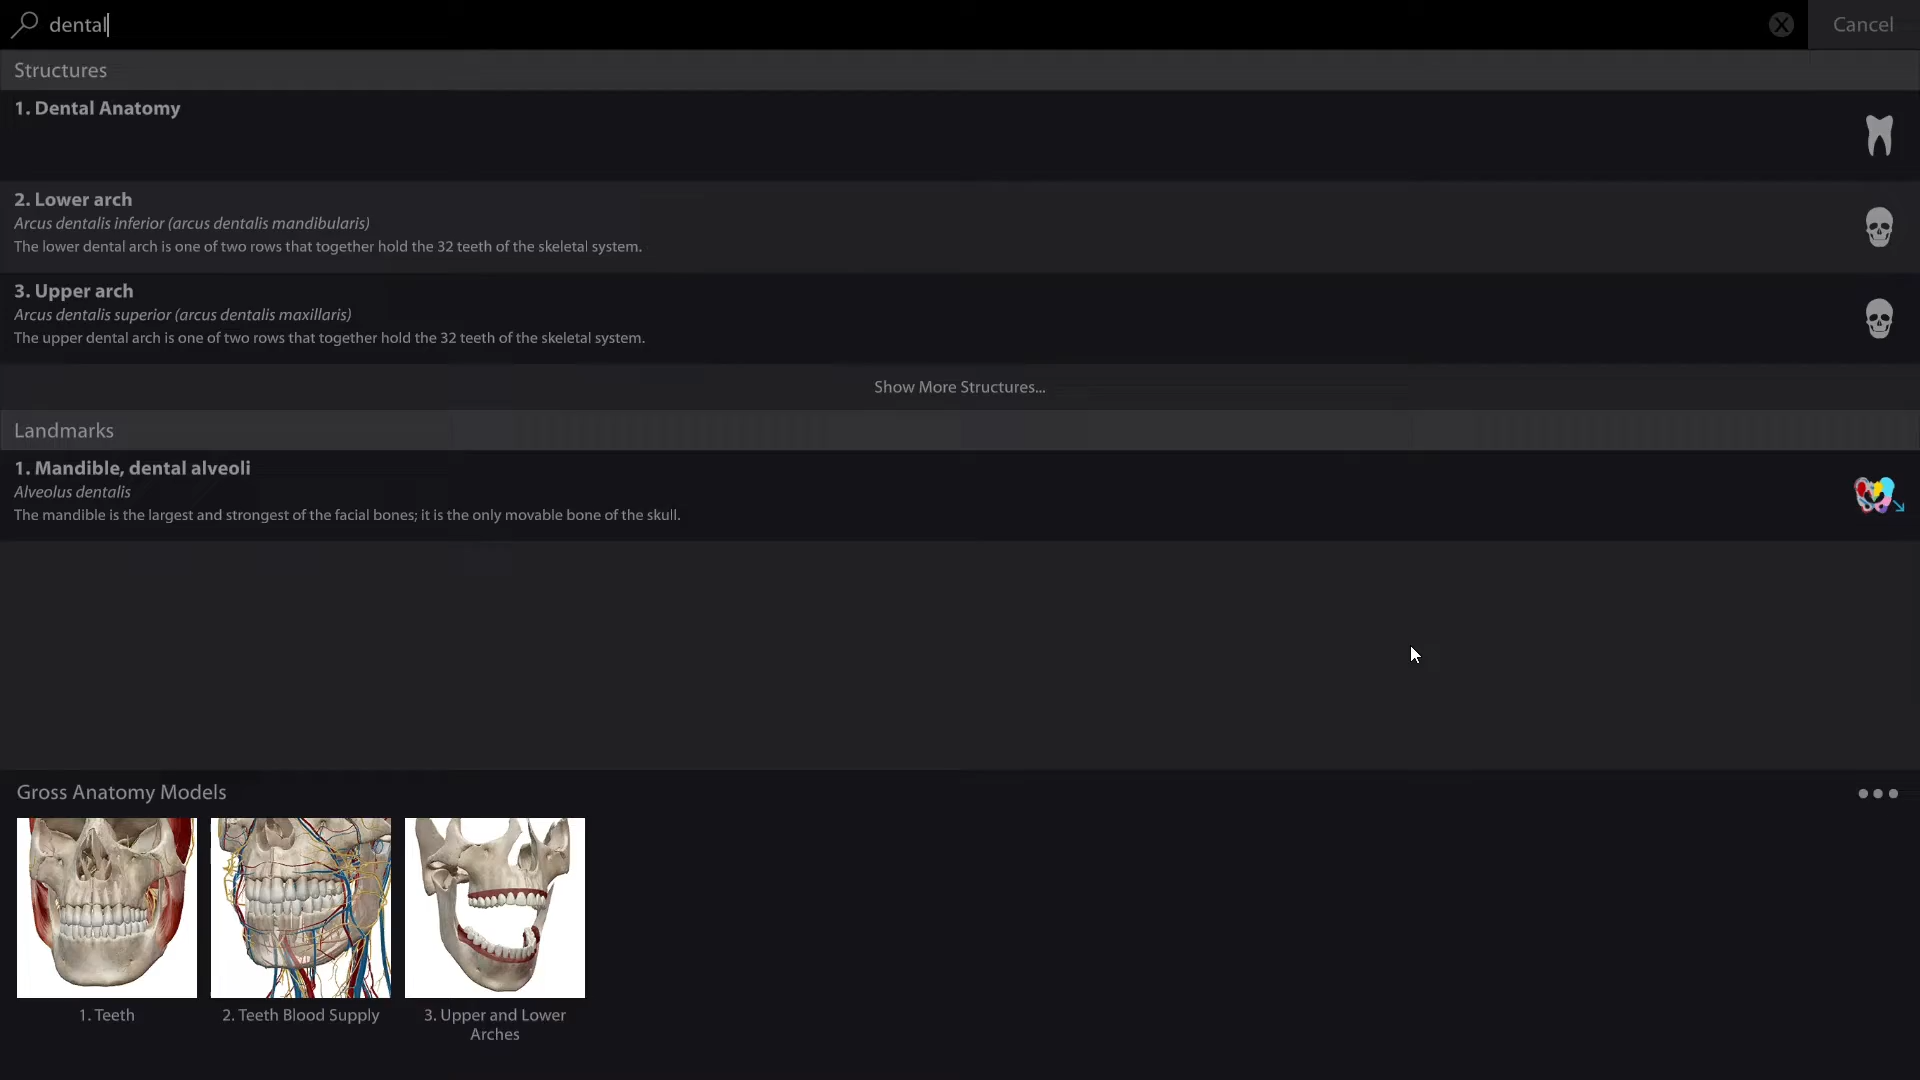 dental
Cancel
Structures
1. Dental Anatomy
2. Lower arch
Arcus dentalis inferior (arcus dentalis mandibularis)
The lower dental arch is one of two rows that together hold the 32 teeth of the skeletal system.
3. Upper arch
Arcus dentalis superior (arcus dentalis maxillaris)
The upper dental arch is one of two rows that together hold the 32 teeth of the skeletal system.
Show More Structures...
Landmarks
1. Mandible, dental alveoli
Alveolus dentalis
The mandible is the largest and strongest of the facial bones; it is the only movable bone of the skull.
Gross Anatomy Models
1. Teeth
2. Teeth Blood Supply
3. Upper and Lower
Arches